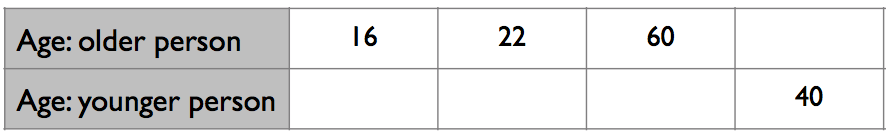 Age: older person 16 22 60
Age: younger person 40